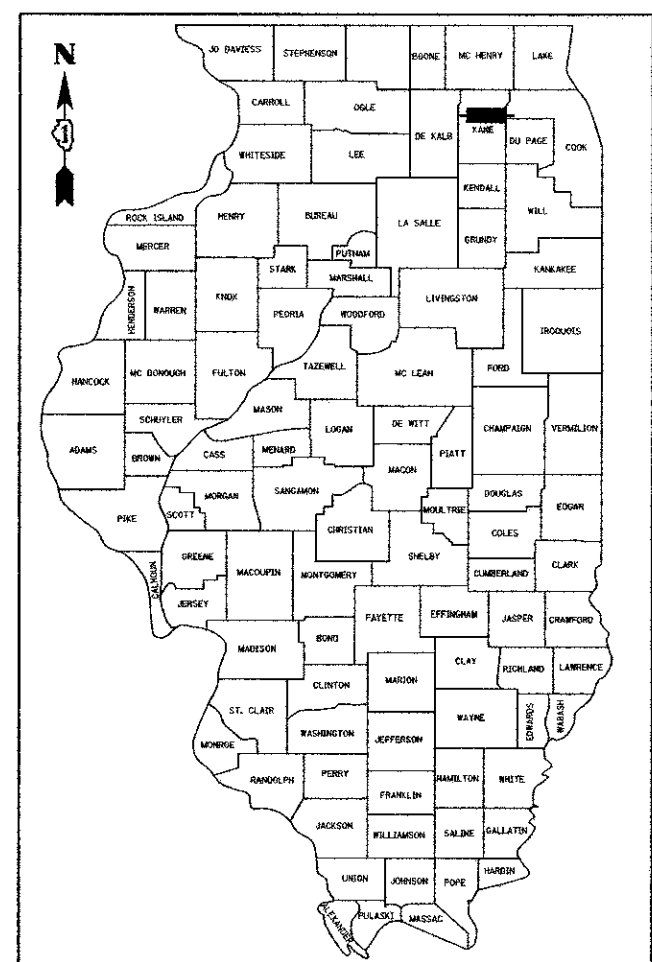 JO DAVIESS
STEPHENSON
BOONE
MC HENRY
LAKE
N
CARROLL
OGLE
DE KALB
KANE
DU PAGE
COOK
WHITESIDE
LEE
KENDALL
WILL
ROCK ISLAND
HENRY
BUREAU
LA SALLE
GRUNDY
MERCER
PUTNAM
KANKAKEE
STARK
MARSHALL
HENDERSON
WARREN
KNOX
PEORIA
WOODFORD
LIVINGSTON
IROQUOIS
HANCOCK
MC DONOUGH
FULTON
TAZEWELL
MC LEAN
FORD
MASON
SCHUYLER
LOGAN
DE WITT
CHAMPAIGN
VERMILION
ADAMS
BROWN
CASS
MENARD
MACON
PIATT
MORGAN
SANGAMON
DOUGLAS
EDGAR
PIKE
SCOTT
CHRISTIAN
MOULTRIE
COLES
GREENE
MACOUPIN
MONTGOMERY
SHELBY
CUMBERLAND
CLARK
CALHOUN
JERSEY
FAYETTE
EFFINGHAM
JASPER
CRAWFORD
MADISON
BOND
CLAY
RICHLAND
LAWRENCE
CLINTON
MARION
ST. CLAIR
WASHINGTON
JEFFERSON
WAYNE
EDWARDS
WABASH
MONROE
RANDOLPH
PERRY
FRANKLIN
HAMILTON
WHITE
JACKSON
WILLIAMSON
SALINE
GALLATIN
UNION
JOHNSON
POPE
HARDIN
ALEXANDER
PULASKI
MASSAC